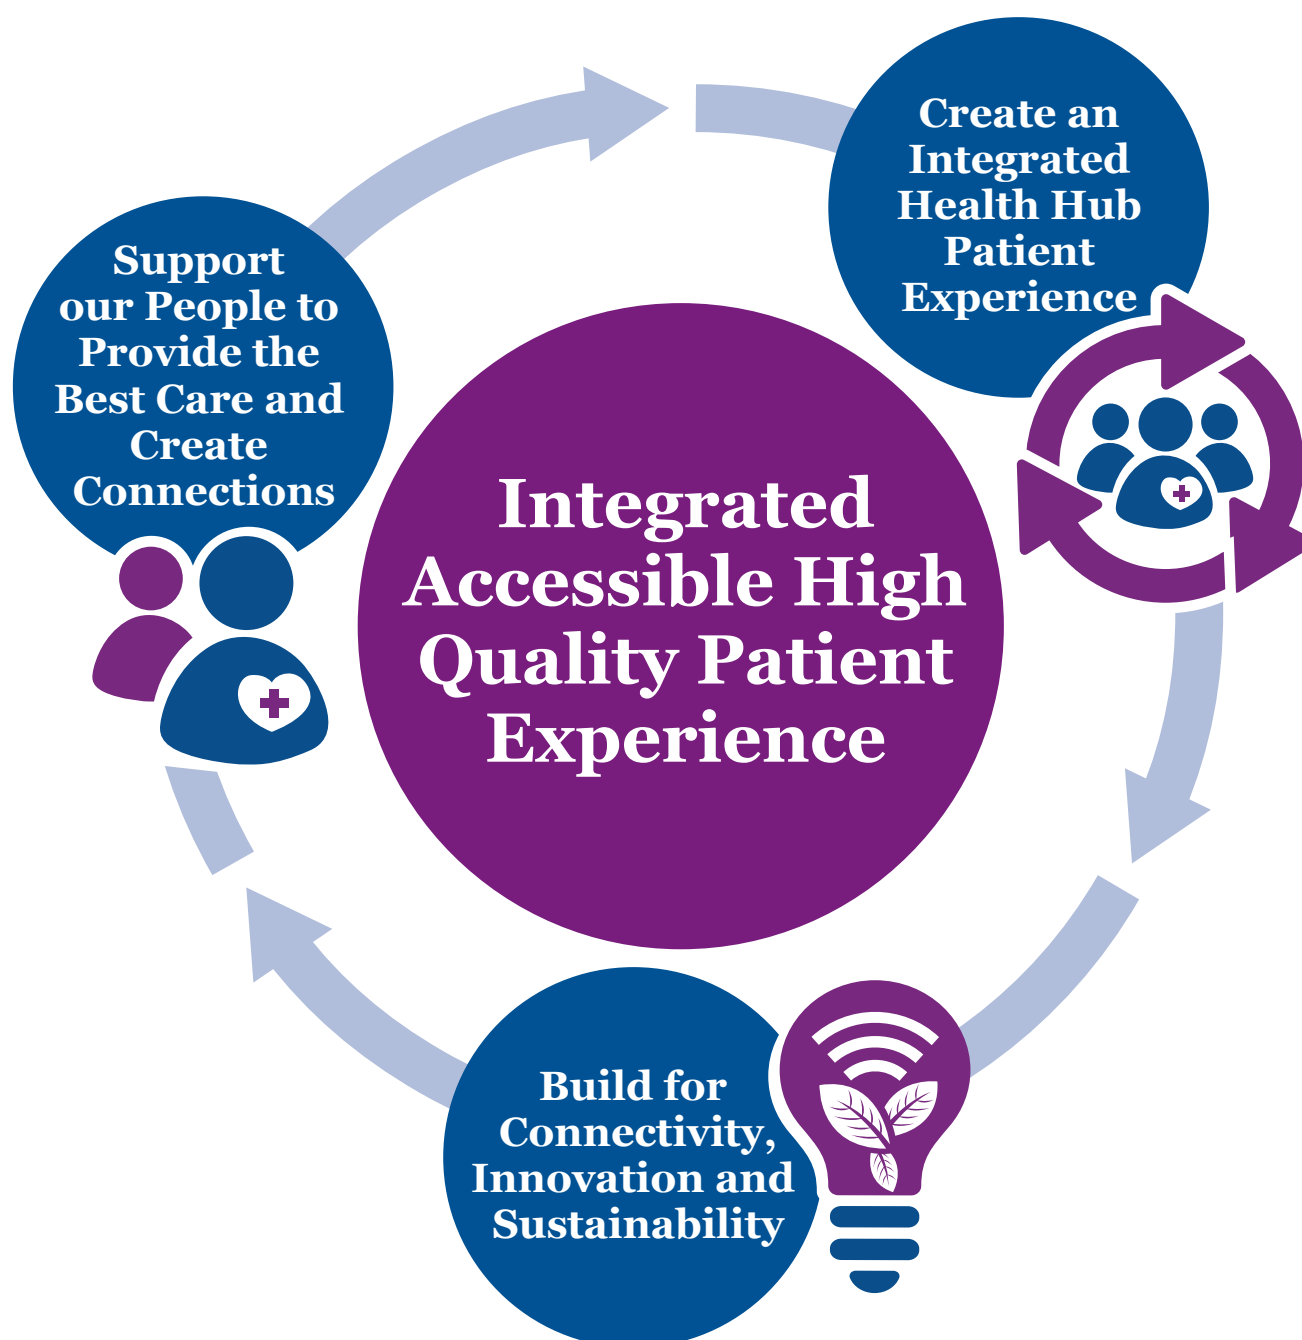 Create an
Integrated
Health Hub
Patient
Experience
Support
our People to
Provide the
Best Care and
Create
Connections
Integrated
Accessible High
Quality Patient
Experience
Build for
Connectivity,
Innovation and
Sustainability